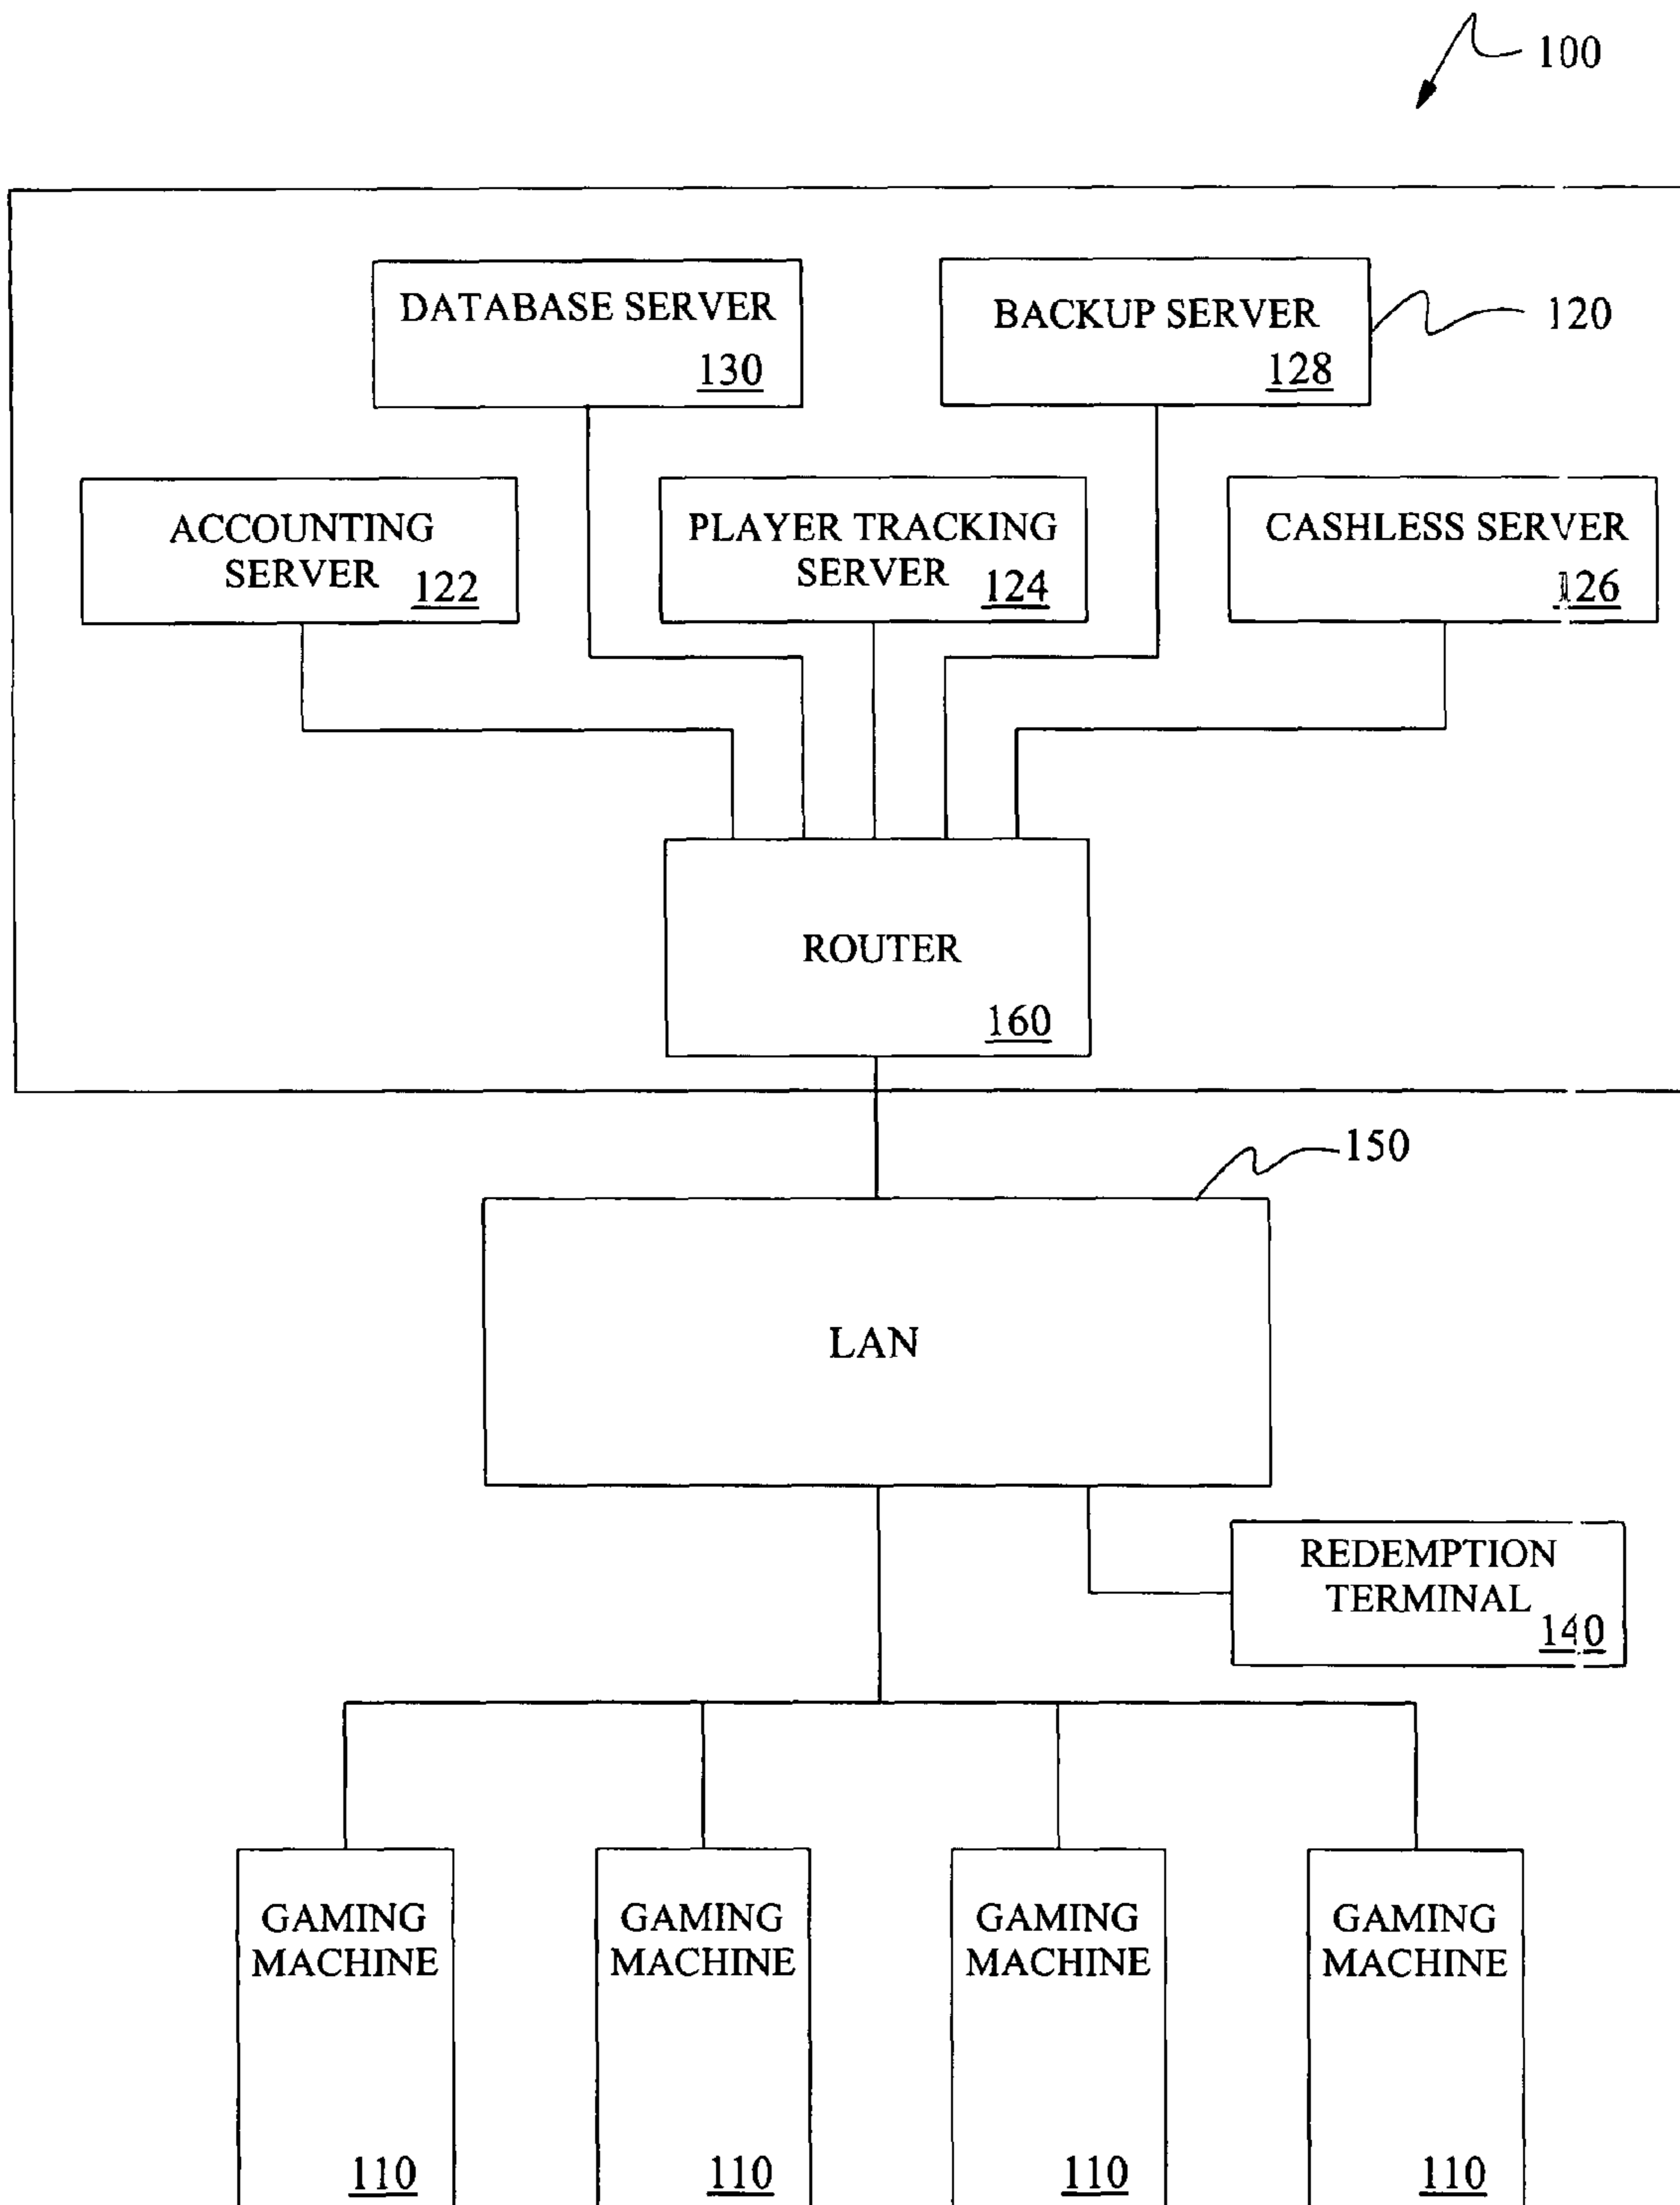 100
DATABASE SERVER
130
BACKUP SERVER
128
120
ACCOUNTING
SERVER 122
PLAYER TRACKING
SERVER 124
CASHLESS SERVER
126
ROUTER
160
150
LAN
REDEMPTION
TERMINAL
140
GAMING
MACHINE
110
GAMING
MACHINE
110
GAMING
MACHINE
110
GAMING
MACHINE
110